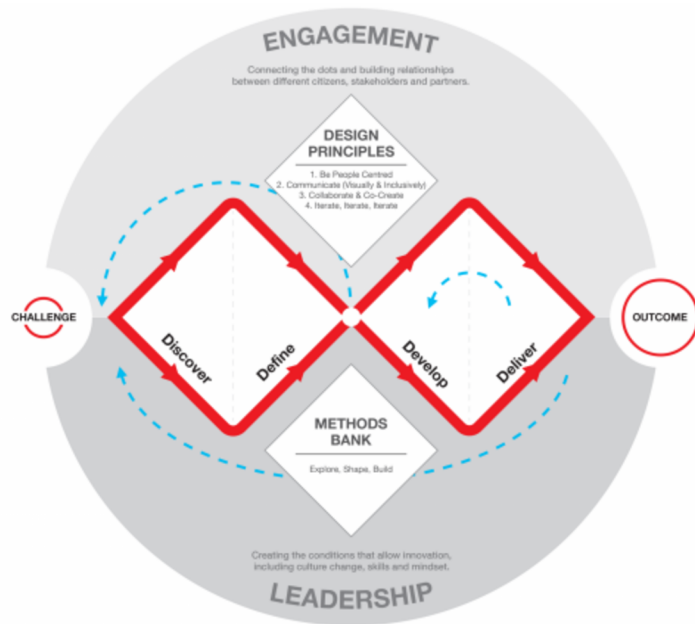 ENGAGEMENT
Connecting the dots and building relationships
between different citizens, stakeholders and partners.
DESIGN
PRINCIPLES
1. Be People Centred
2. Communicate (Visually & Inclusively)
3. Collaborate & Co-Create
4. Iterate, Iterate, Iterate
CHALLENGE
OUTCOME
Discover
Define
Develop
Deliver
METHODS
BANK
Explore, Shape, Build
Creating the conditions that allow innovation,
including culture change, skills and mindset.
LEADERSHIP